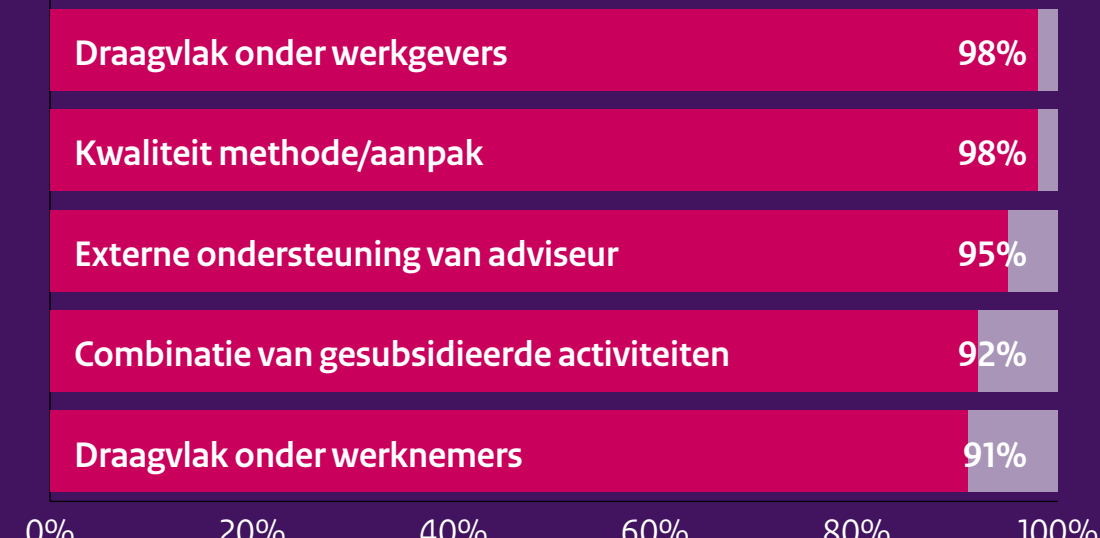 Draagvlak onder werkgevers 98%
Kwaliteit methode/aanpak 98%
Externe ondersteuning van adviseur 95%
Combinatie van gesubsidieerde activiteiten 92%
Draagvlak onder werknemers 91%
0% 20% 40% 60% 80% 100%